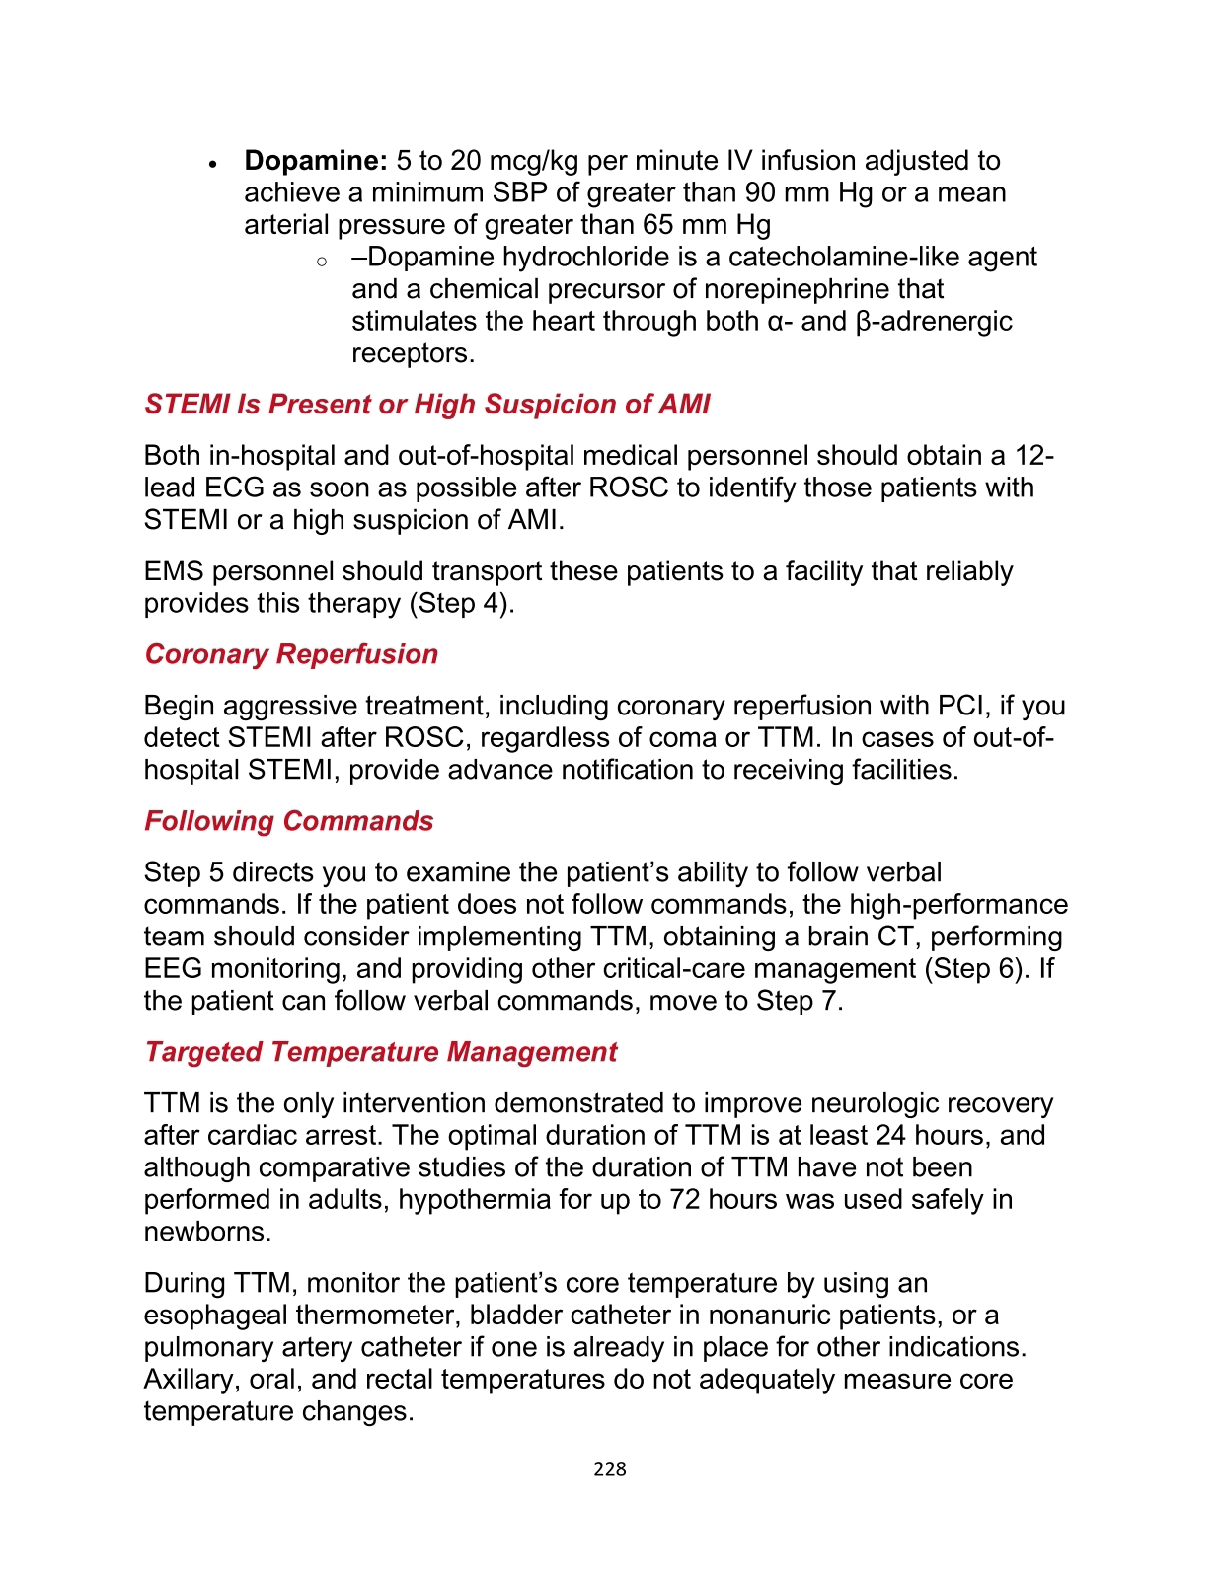 • Dopamine: 5 to 20 mcg/kg per minute IV infusion adjusted to
achieve a minimum SBP of greater than 90 mm Hg or a mean
arterial pressure of greater than 65 mm Hg
○ –Dopamine hydrochloride is a catecholamine-like agent
and a chemical precursor of norepinephrine that
stimulates the heart through both α- and β-adrenergic
receptors.
STEMI Is Present or High Suspicion of AMI
Both in-hospital and out-of-hospital medical personnel should obtain a 12-
lead ECG as soon as possible after ROSC to identify those patients with
STEMI or a high suspicion of AMI.
EMS personnel should transport these patients to a facility that reliably
provides this therapy (Step 4).
Coronary Reperfusion
Begin aggressive treatment, including coronary reperfusion with PCI, if you
detect STEMI after ROSC, regardless of coma or TTM. In cases of out-of-
hospital STEMI, provide advance notification to receiving facilities.
Following Commands
Step 5 directs you to examine the patient’s ability to follow verbal
commands. If the patient does not follow commands, the high-performance
team should consider implementing TTM, obtaining a brain CT, performing
EEG monitoring, and providing other critical-care management (Step 6). If
the patient can follow verbal commands, move to Step 7.
Targeted Temperature Management
TTM is the only intervention demonstrated to improve neurologic recovery
after cardiac arrest. The optimal duration of TTM is at least 24 hours, and
although comparative studies of the duration of TTM have not been
performed in adults, hypothermia for up to 72 hours was used safely in
newborns.
During TTM, monitor the patient’s core temperature by using an
esophageal thermometer, bladder catheter in nonanuric patients, or a
pulmonary artery catheter if one is already in place for other indications.
Axillary, oral, and rectal temperatures do not adequately measure core
temperature changes.
228